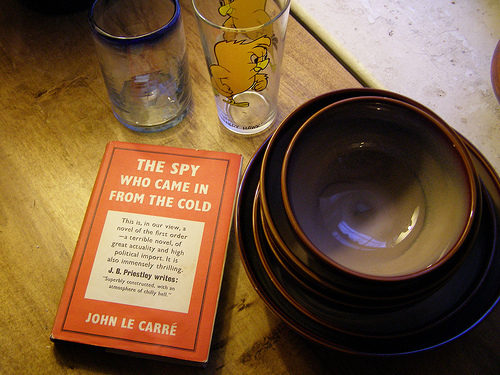 THE SPY
WHO CAME IN
FROM THE COLD
This is, in our view, a
novel of the first order
—a terrible novel, of
great actuality and high
political import. It is
also immensely thrilling.
J. B. Priestley writes:
"Superbly constructed, with an
atmosphere of chilly hell."
JOHN LE CARRÉ